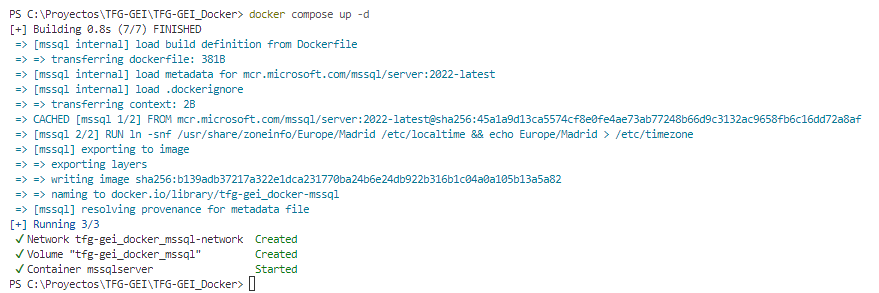 PS C:\Proyectos\TFG-GEI\TFG-GEI_Docker> docker compose up -d
[+] Building 0.8s (7/7) FINISHED
=> [mssql internal] load build definition from Dockerfile
=> => transferring dockerfile: 381B
=> [mssql internal] load metadata for mcr.microsoft.com/mssql/server:2022-latest
=> [mssql internal] load .dockerignore
=> => transferring context: 2B
=> CACHED [mssql 1/2] FROM mcr.microsoft.com/mssql/server:2022-latest@sha256:45a1a9d13ca5574cf8e0fe4ae73ab77248b66d9c3132ac9658fb6c16dd72a8af
=> [mssql 2/2] RUN ln -snf /usr/share/zoneinfo/Europe/Madrid /etc/localtime && echo Europe/Madrid > /etc/timezone
=> [mssql] exporting to image
=> => exporting layers
=> => writing image sha256:b139adb37217a322e1dca231770ba24b6e24db922b316b1c04a0a105b13a5a82
=> => naming to docker.io/library/tfg-gei_docker-mssql
=> [mssql] resolving provenance for metadata file
[+] Running 3/3
✓ Network tfg-gei_docker_mssql-network Created
✓ Volume "tfg-gei_docker_mssql" Created
✓ Container mssqlserver Started
PS C:\Proyectos\TFG-GEI\TFG-GEI_Docker>